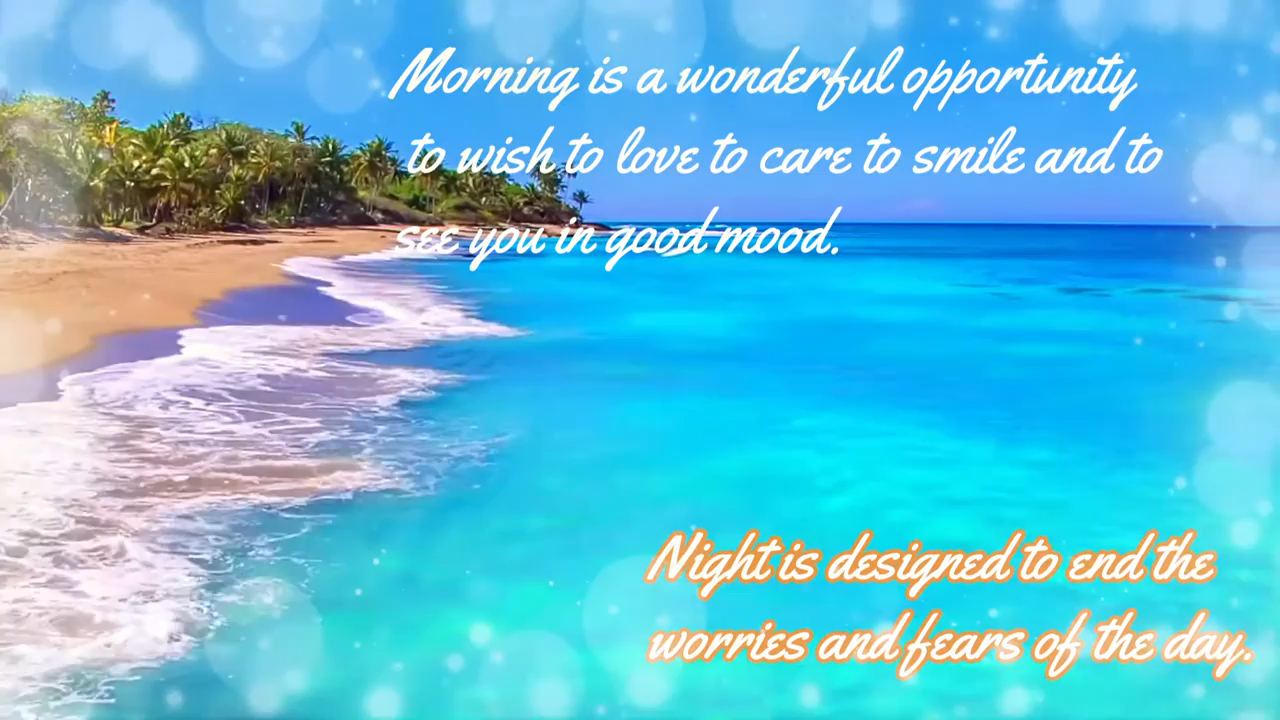 Morning is a wonderful opportunity
to wish to love to care to smile and to
see you in good mood.
Night is designed to end the
worries and fears of the day.